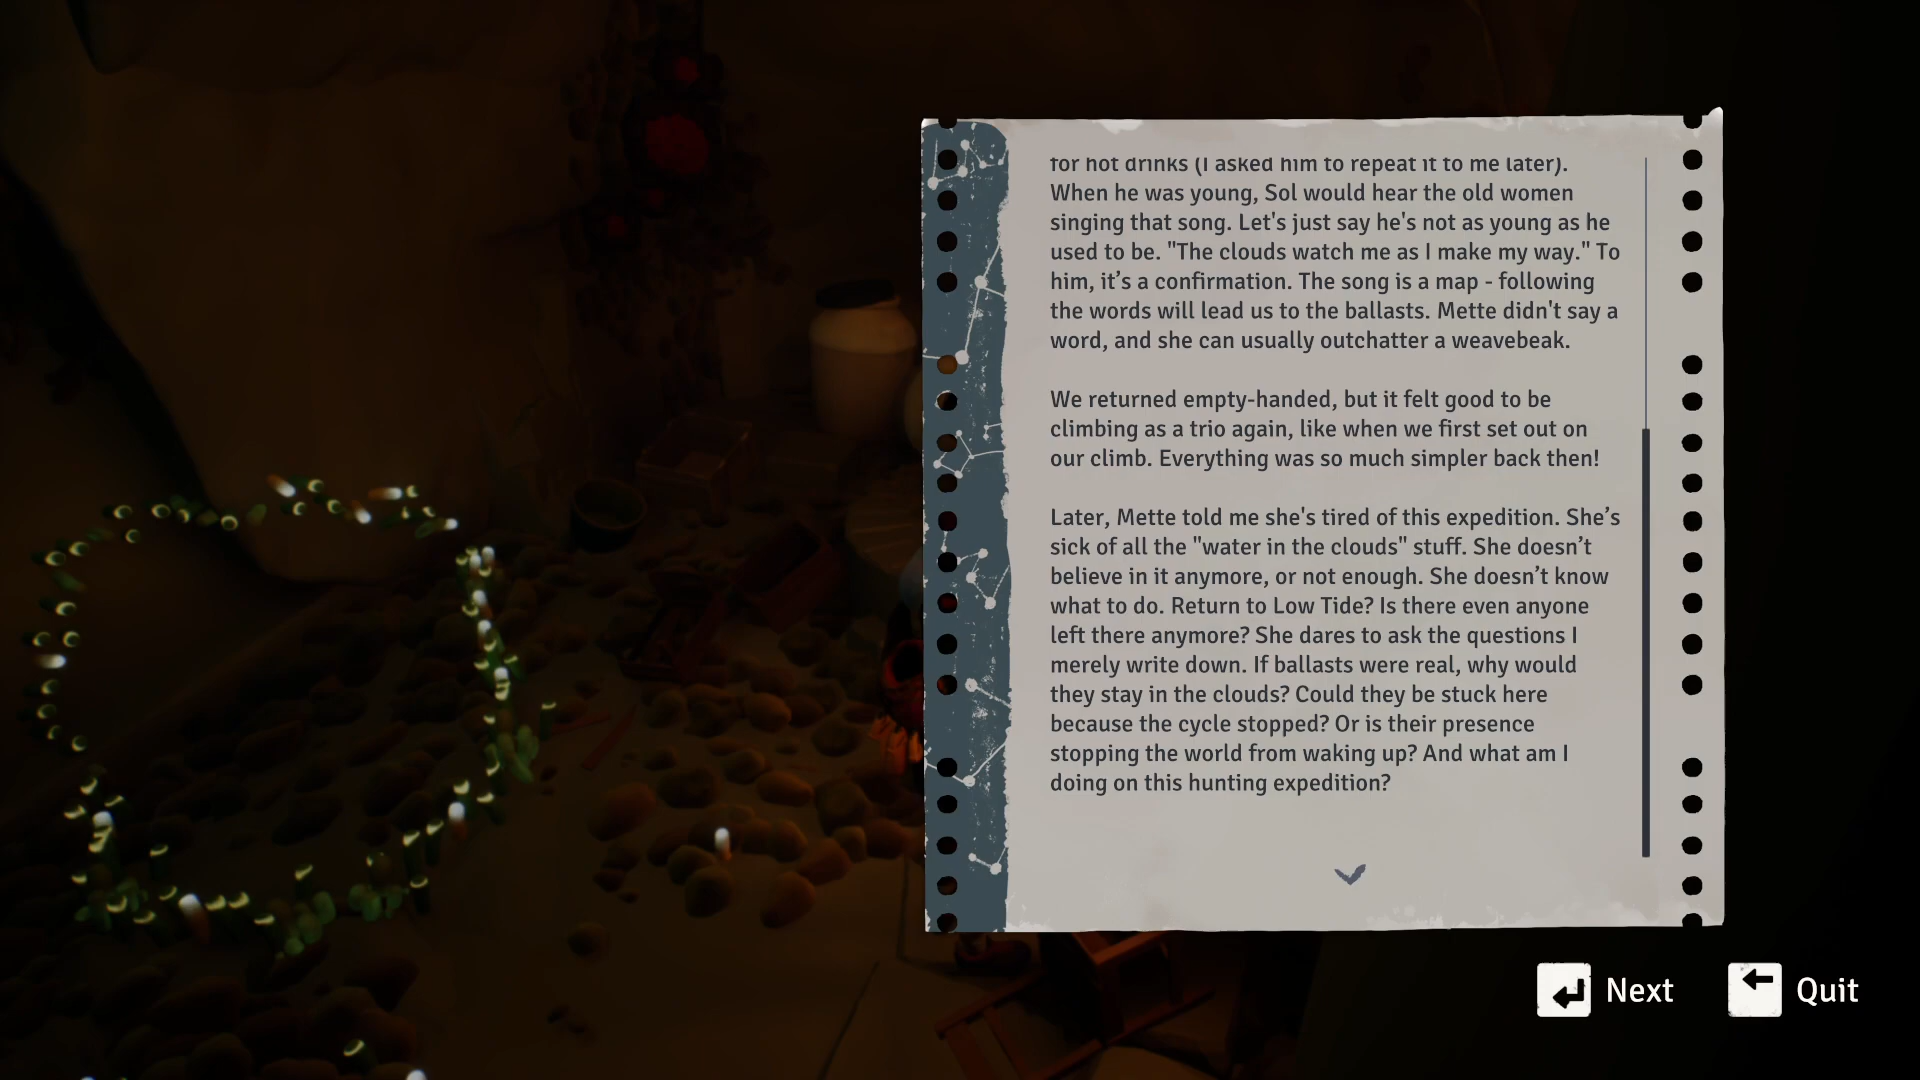 for hot drinks (I asked him to repeat it to me later).
When he was young, Sol would hear the old women
singing that song. Let's just say he's not as young as he
used to be. "The clouds watch me as I make my way." To
him, it’s a confirmation. The song is a map - following
the words will lead us to the ballasts. Mette didn't say a
word, and she can usually outchatter a weavebeak.
We returned empty-handed, but it felt good to be
climbing as a trio again, like when we first set out on
our climb. Everything was so much simpler back then!
Later, Mette told me she's tired of this expedition. She’s
sick of all the "water in the clouds" stuff. She doesn’t
believe in it anymore, or not enough. She doesn’t know
what to do. Return to Low Tide? Is there even anyone
left there anymore? She dares to ask the questions I
merely write down. If ballasts were real, why would
they stay in the clouds? Could they be stuck here
because the cycle stopped? Or is their presence
stopping the world from waking up? And what am I
doing on this hunting expedition?
Next
Quit